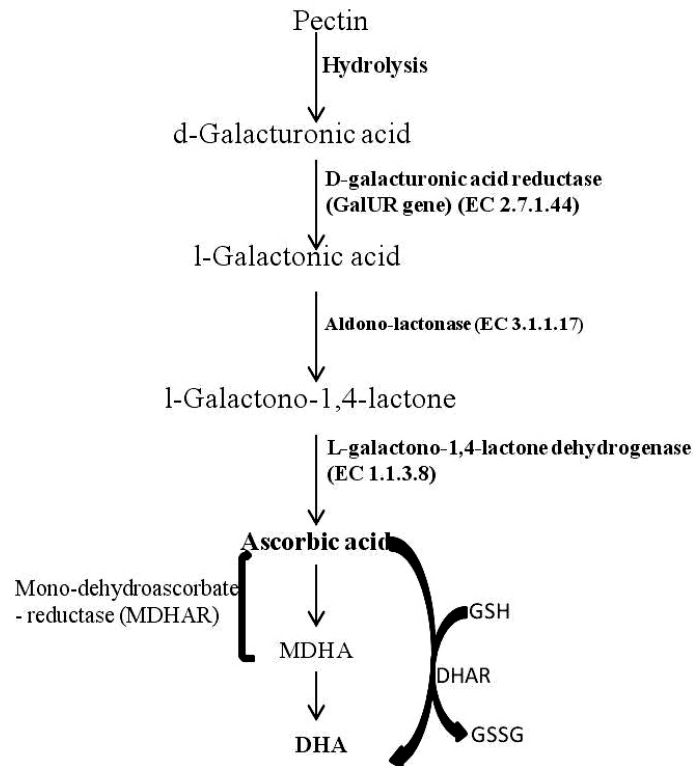 Pectin
Hydrolysis
d-Galacturonic acid
D-galacturonic acid reductase
(GalUR gene) (EC 2.7.1.44)
l-Galactonic acid
Aldono-lactonase (EC 3.1.1.17)
l-Galactono-1,4-lactone
L-galactono-1,4-lactone dehydrogenase
(EC 1.1.3.8)
Ascorbic acid
Mono-dehydroascorbate
- reductase (MDHAR)
GSH
MDHA
DHAR
DHA
GSSG